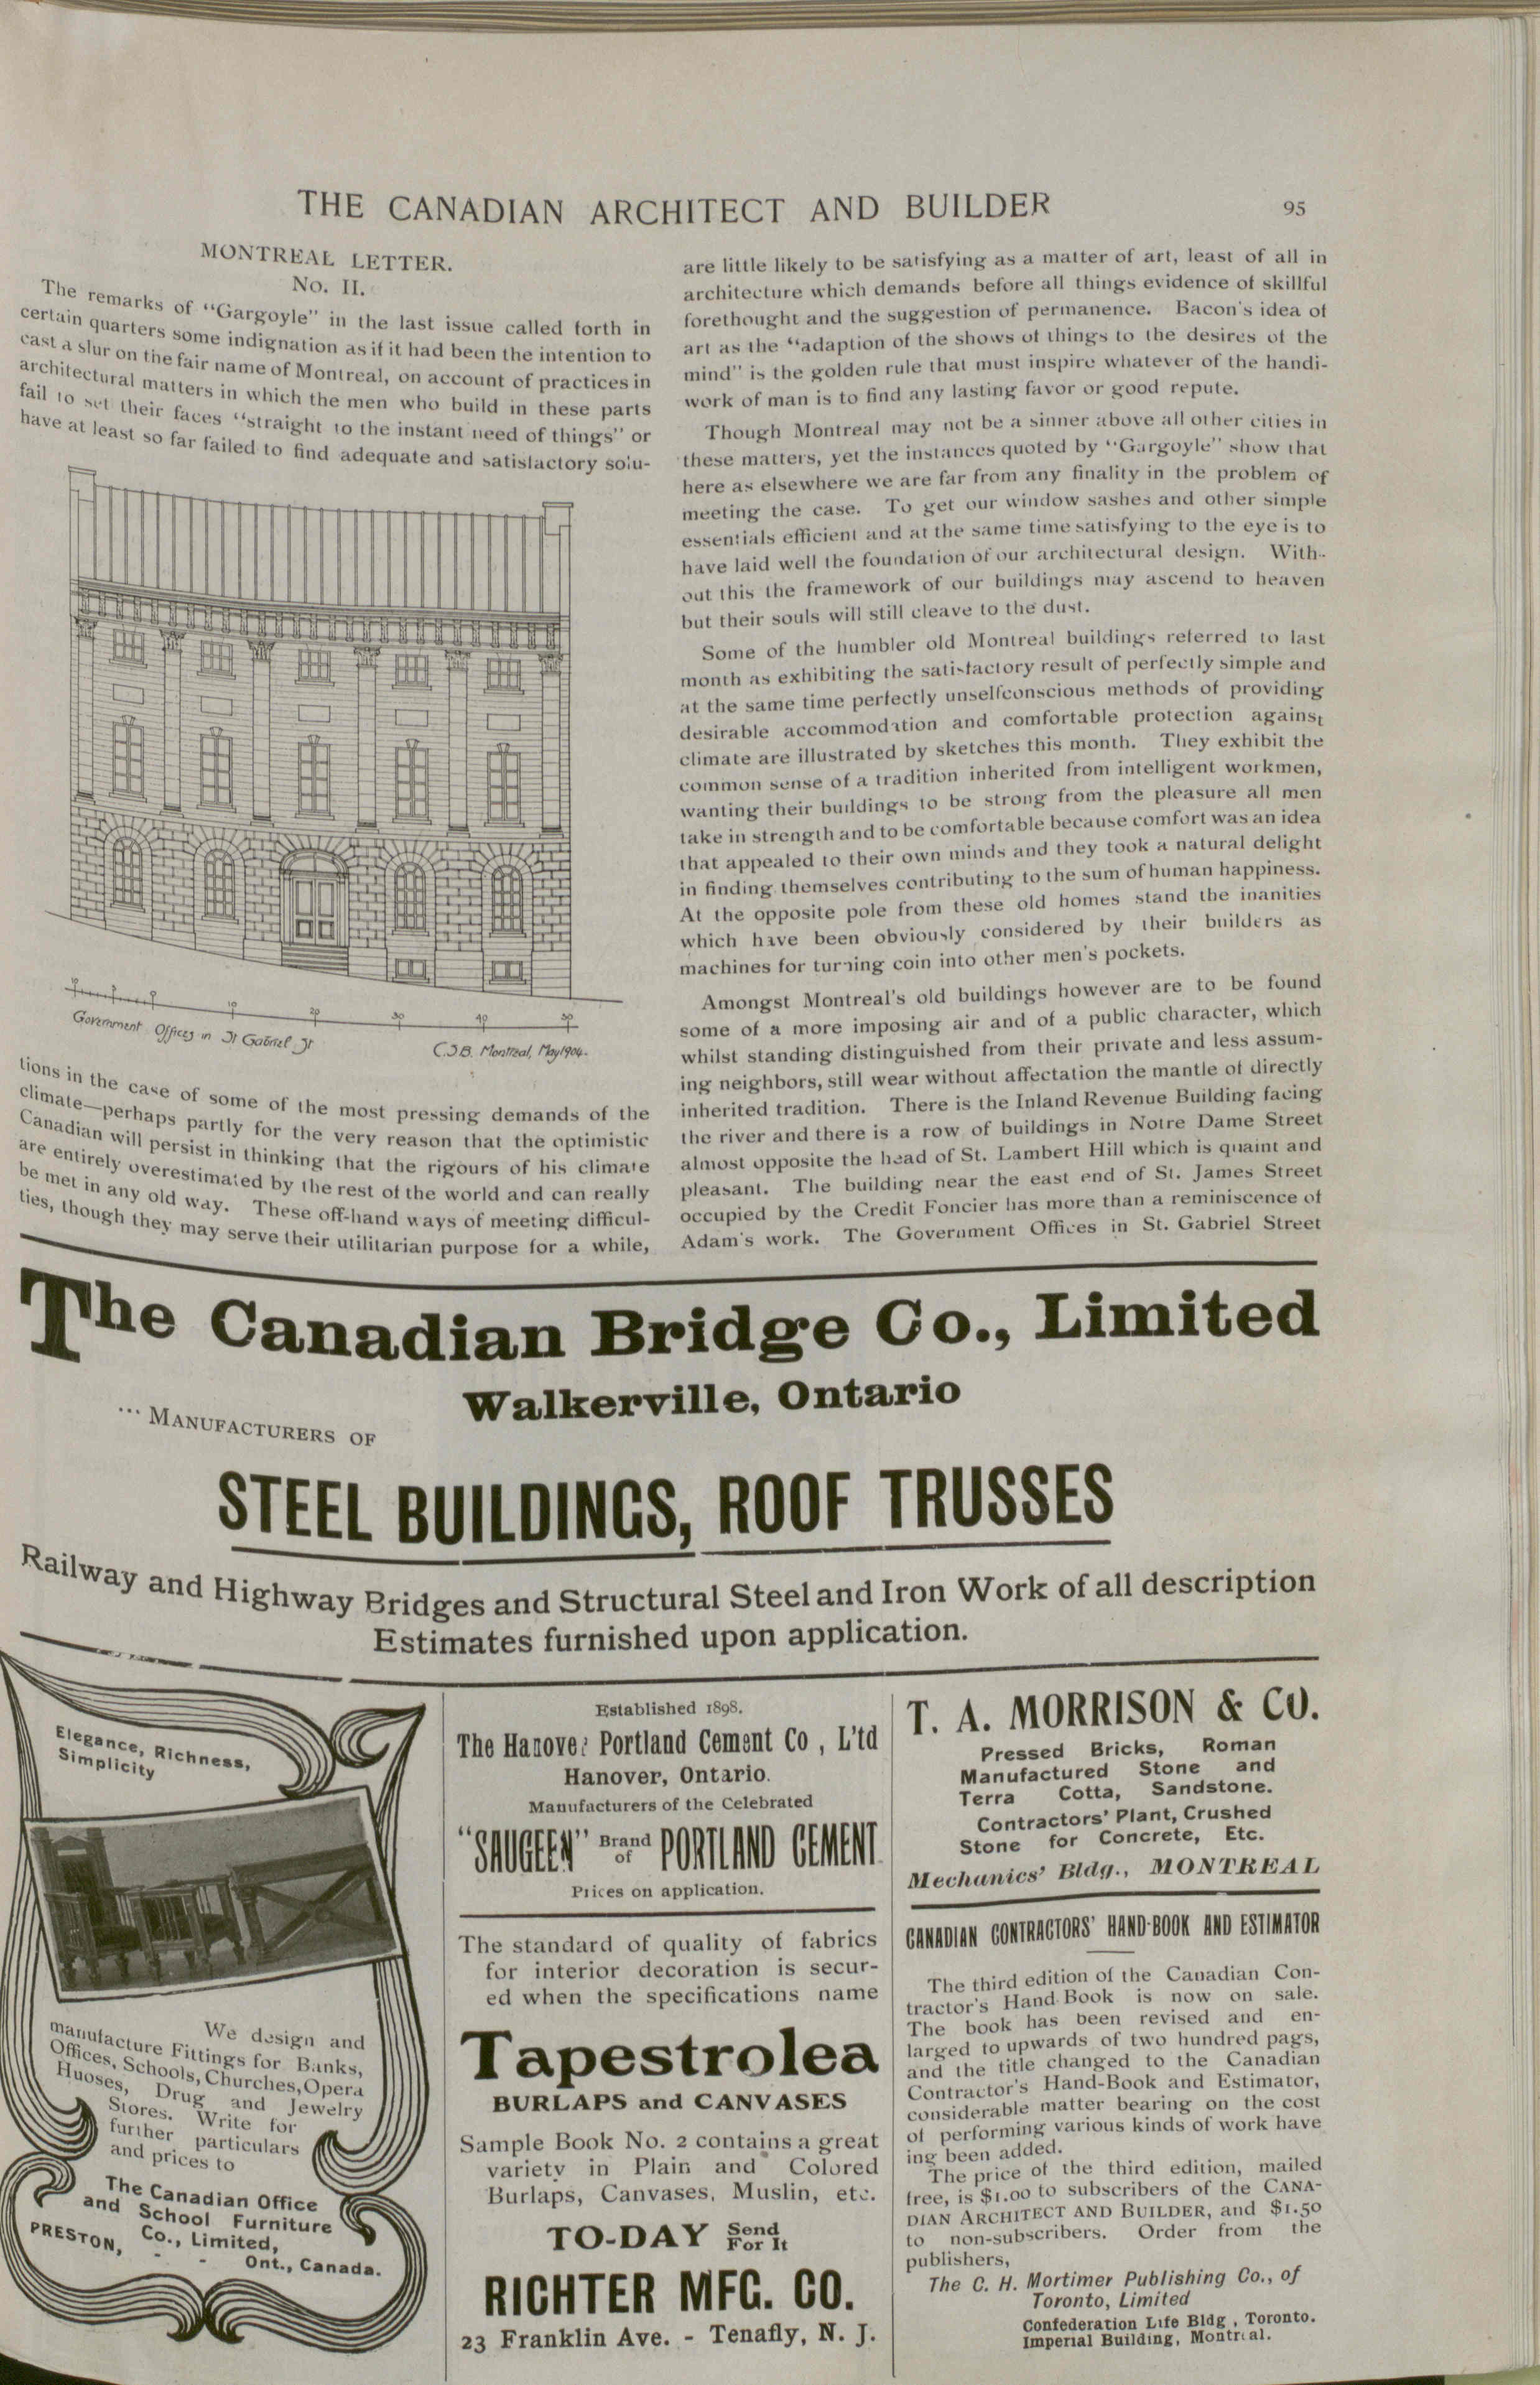 THE CANADIAN ARCHITECT AND BUILDER
95
MONTREAL LETTER.
No. II.
The remarks of "Gargoyle" in the last issue called forth in
certain quarters some indignation as if it had been the intention to
cast a slur on the fair name of Montreal, on account of practices in
architectural matters in which the men who build in these parts
fail to set their faces "straight to the instant need of things" or
have at least so far failed to find adequate and satisfactory solu-
Government Offices in St Gabriel St
C.J.B. Montreal, May 1904.
tions in the case of some of the most pressing demands of the
climate—perhaps partly for the very reason that the optimistic
Canadian will persist in thinking that the rigours of his climate
are entirely overestimated by the rest of the world and can really
be met in any old way. These off-hand ways of meeting difficul-
ties, though they may serve their utilitarian purpose for a while,
are little likely to be satisfying as a matter of art, least of all in
architecture which demands before all things evidence of skillful
forethought and the suggestion of permanence. Bacon's idea of
art as the "adaption of the shows of things to the desires of the
mind" is the golden rule that must inspire whatever of the handi-
work of man is to find any lasting favor or good repute.
Though Montreal may not be a sinner above all other cities in
these matters, yet the instances quoted by "Gargoyle" show that
here as elsewhere we are far from any finality in the problem of
meeting the case. To get our window sashes and other simple
essentials efficient and at the same time satisfying to the eye is to
have laid well the foundation of our architectural design. With-
out this the framework of our buildings may ascend to heaven
but their souls will still cleave to the dust.
Some of the humbler old Montreal buildings referred to last
month as exhibiting the satisfactory result of perfectly simple and
at the same time perfectly unselfconscious methods of providing
desirable accommodation and comfortable protection against
climate are illustrated by sketches this month. They exhibit the
common sense of a tradition inherited from intelligent workmen,
wanting their buildings to be strong from the pleasure all men
take in strength and to be comfortable because comfort was an idea
that appealed to their own minds and they took a natural delight
in finding themselves contributing to the sum of human happiness.
At the opposite pole from these old homes stand the inanities
which have been obviously considered by their builders as
machines for turning coin into other men's pockets.
Amongst Montreal's old buildings however are to be found
some of a more imposing air and of a public character, which
whilst standing distinguished from their private and less assum-
ing neighbors, still wear without affectation the mantle of directly
inherited tradition. There is the Inland Revenue Building facing
the river and there is a row of buildings in Notre Dame Street
almost opposite the head of St. Lambert Hill which is quaint and
pleasant. The building near the east end of St. James Street
occupied by the Credit Foncier has more than a reminiscence of
Adam's work. The Government Offices in St. Gabriel Street
The Canadian Bridge Co., Limited
Walkerville, Ontario
... MANUFACTURERS OF
STEEL BUILDINGS, ROOF TRUSSES
Railway and Highway Bridges and Structural Steel and Iron Work of all description
Estimates furnished upon application.
Elegance, Richness,
Simplicity
We design and
manufacture Fittings for Banks,
Offices, Schools, Churches, Opera
Huoses, Drug and Jewelry
Stores. Write for
further particulars
and prices to
The Canadian Office
and School Furniture
Co., Limited,
PRESTON, - - Ont., Canada.
Established 1898.
The Hanover Portland Cement Co , L'td
Hanover, Ontario.
Manufacturers of the Celebrated
"SAUGEEN" Brand of PORTLAND CEMENT
Prices on application.
The standard of quality of fabrics
for interior decoration is secur-
ed when the specifications name
Tapestrolea
BURLAPS and CANVASES
Sample Book No. 2 contains a great
variety in Plain and Colored
Burlaps, Canvases, Muslin, etc.
TO-DAY Send For It
RICHTER MFG. CO.
23 Franklin Ave. - Tenafly, N. J.
T. A. MORRISON & CO.
Pressed Bricks, Roman
Manufactured Stone and
Terra Cotta, Sandstone.
Contractors' Plant, Crushed
Stone for Concrete, Etc.
Mechanics' Bldg., MONTREAL
CANADIAN CONTRACTORS' HAND-BOOK AND ESTIMATOR
The third edition of the Canadian Con-
tractor's Hand Book is now on sale.
The book has been revised and en-
larged to upwards of two hundred pags,
and the title changed to the Canadian
Contractor's Hand-Book and Estimator,
considerable matter bearing on the cost
of performing various kinds of work have
ing been added.
The price of the third edition, mailed
free, is $1.00 to subscribers of the CANA-
DIAN ARCHITECT AND BUILDER, and $1.50
to non-subscribers. Order from the
publishers,
The C. H. Mortimer Publishing Co., of
Toronto, Limited
Confederation Life Bldg , Toronto.
Imperial Building, Montreal.